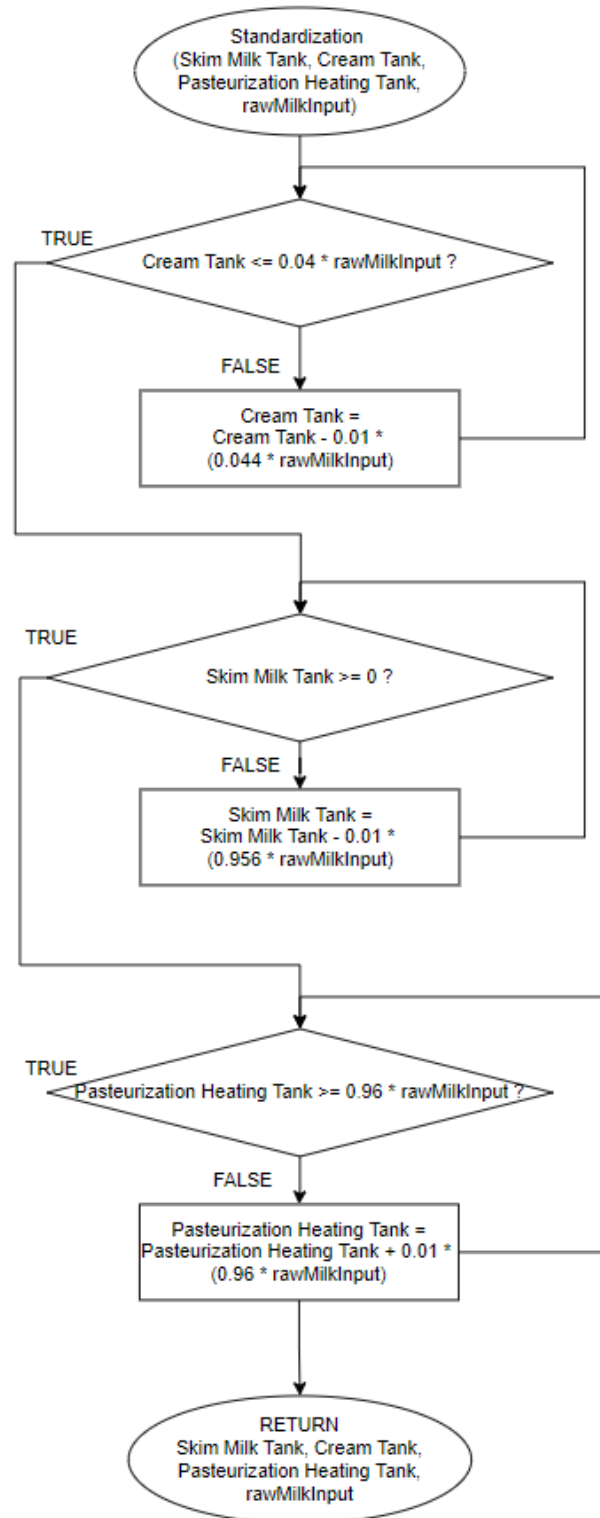 Standardization
(Skim Milk Tank, Cream Tank,
Pasteurization Heating Tank,
rawMilkInput)
TRUE
Cream Tank <= 0.04 * rawMilkInput ?
FALSE
Cream Tank =
Cream Tank - 0.01 *
(0.044 * rawMilkInput)
TRUE
Skim Milk Tank >= 0 ?
FALSE
Skim Milk Tank =
Skim Milk Tank - 0.01 *
(0.956 * rawMilkInput)
TRUE
Pasteurization Heating Tank >= 0.96 * rawMilkInput ?
FALSE
Pasteurization Heating Tank =
Pasteurization Heating Tank + 0.01 *
(0.96 * rawMilkInput)
RETURN
Skim Milk Tank, Cream Tank,
Pasteurization Heating Tank,
rawMilkInput